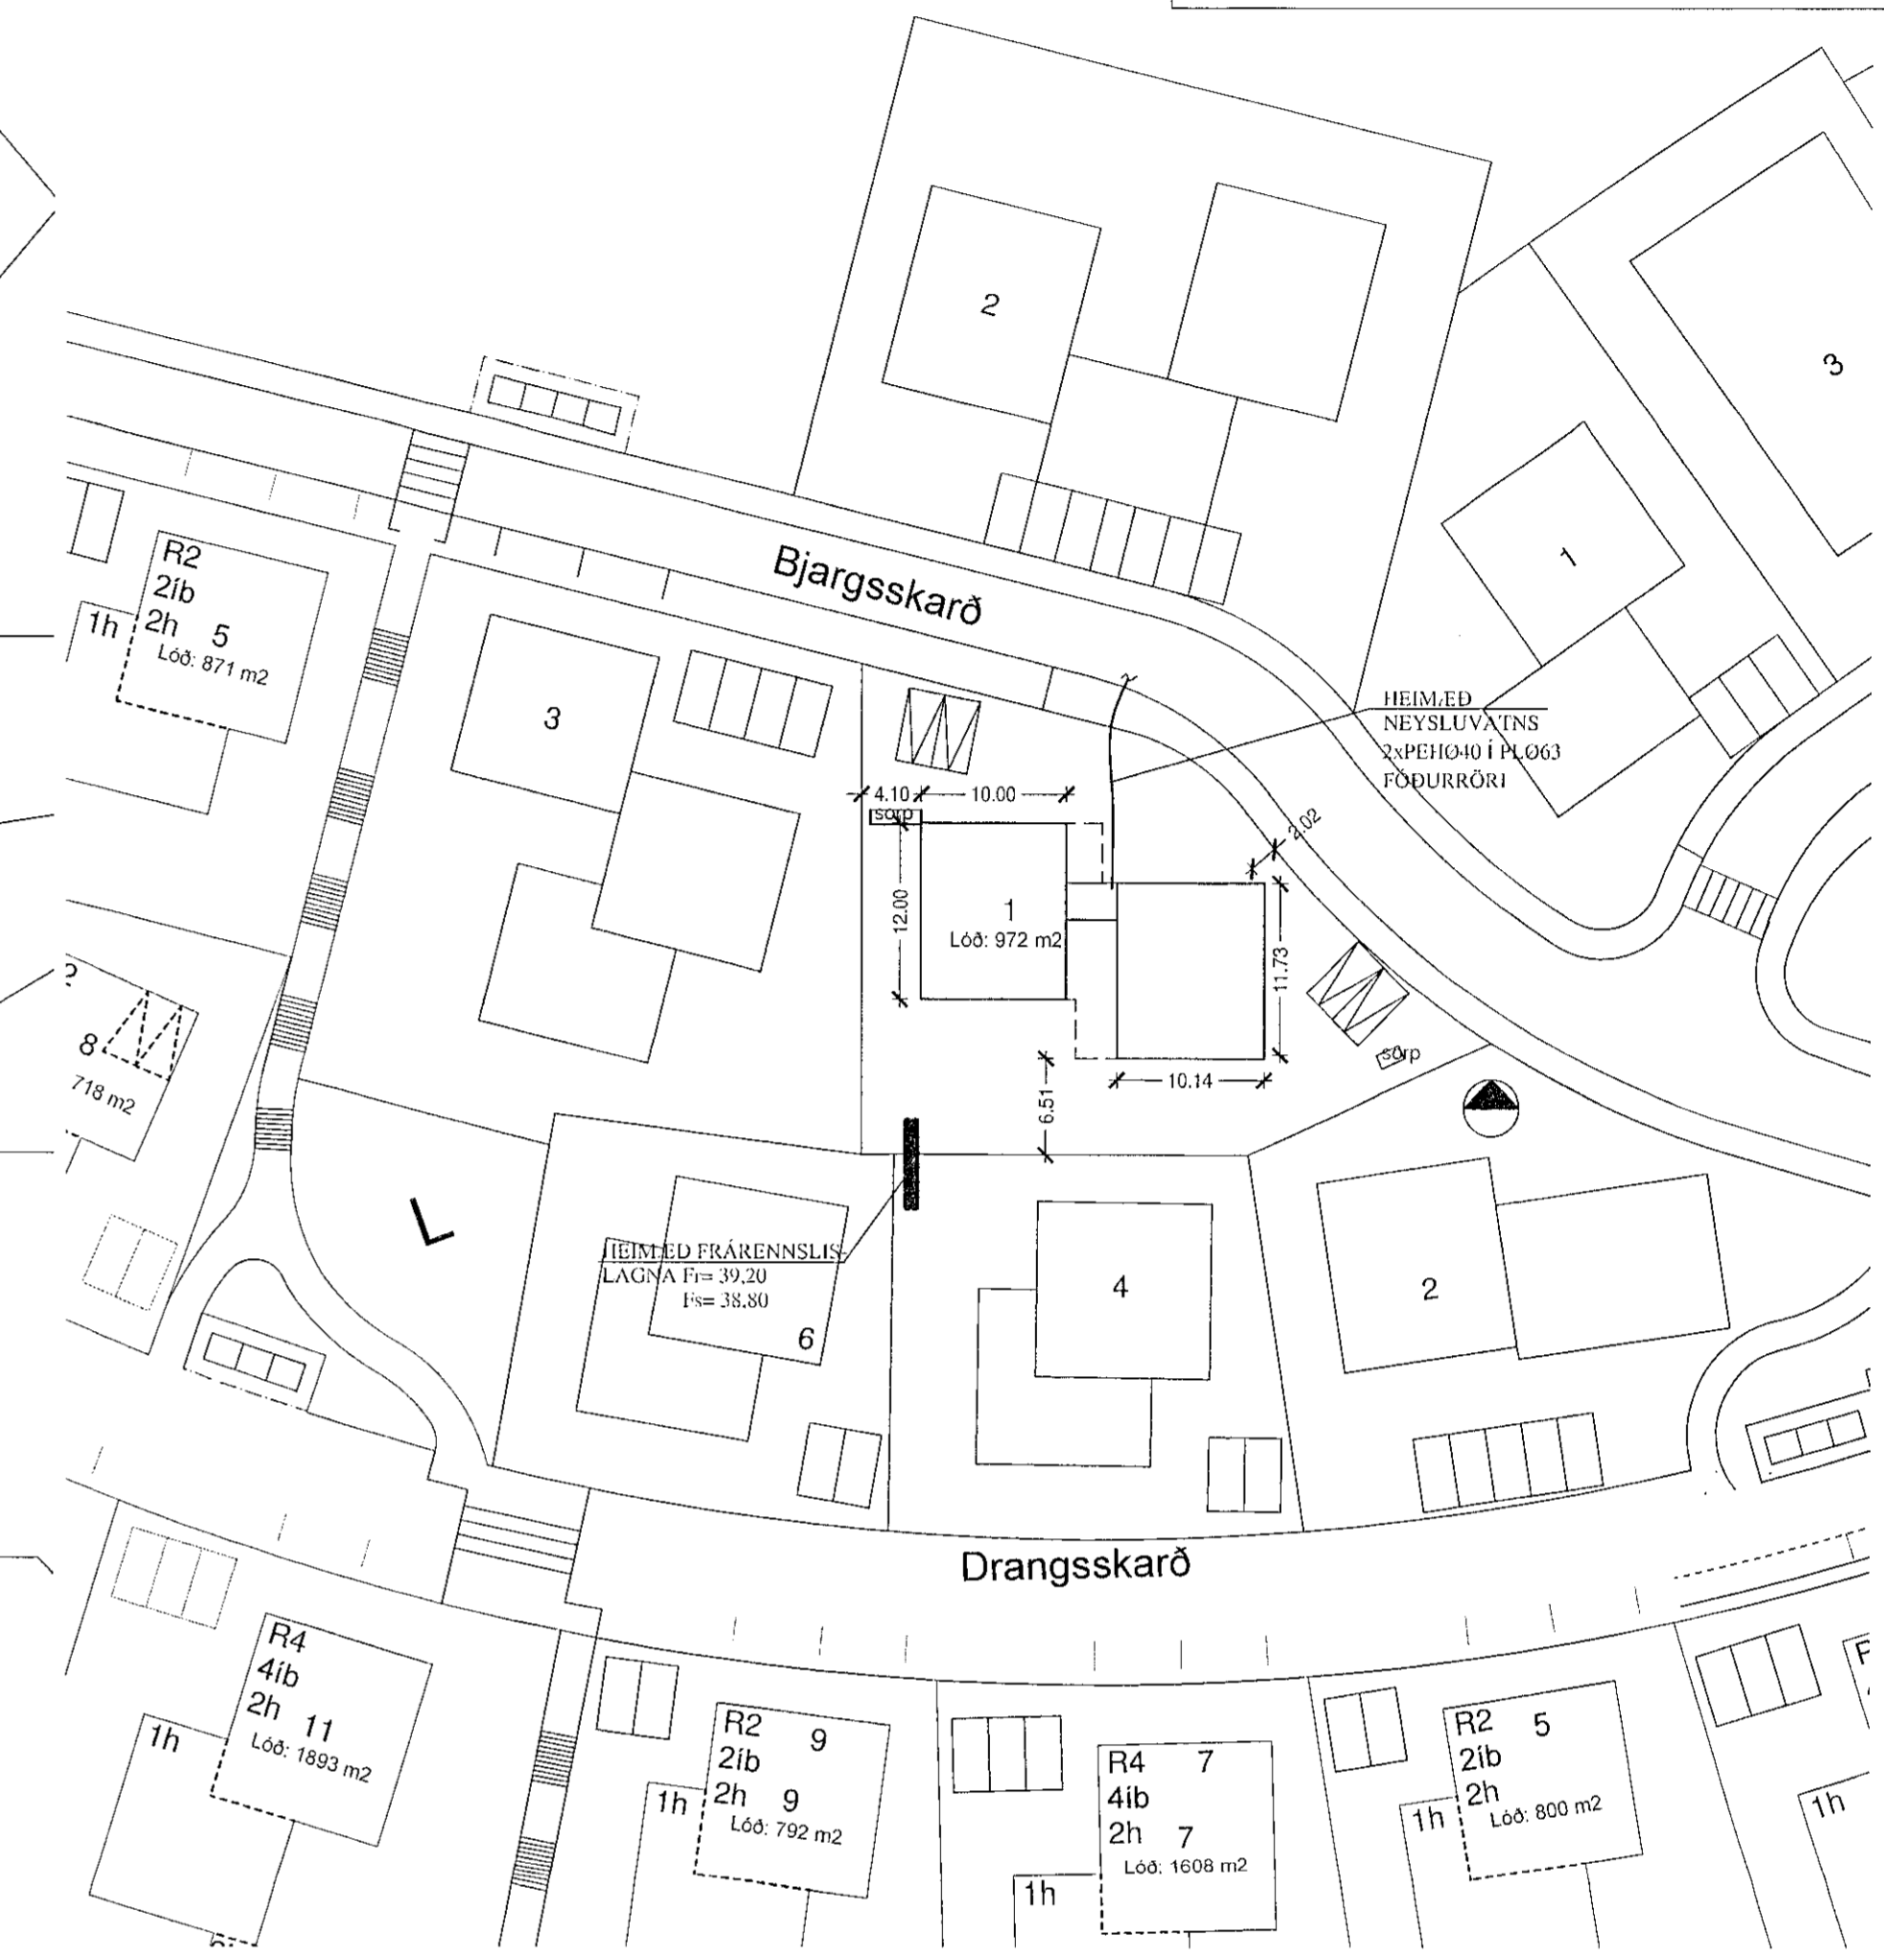 2
3
1
Bjargsskarð
R2
2íb
2h 5
1h
Lóð: 871 m2
3
HEIMÆÐ
NEYSLUVATNS
2xPEHØ40 Í PLØ63
FÓÐURRÖRI
4.10
10.00
sorp
2.02
12.00
1
Lóð: 972 m2
11.73
8
718 m2
sorp
10.14
6.51
HEIMÆÐ FRÁRENNSLIS-
LAGNA Fr= 39,20
Fs= 38,80
6
4
2
Drangsskarð
R4
4íb
2h 11
1h
Lóð: 1893 m2
R2 9
2íb
2h 9
1h
Lóð: 792 m2
R4 7
4íb
2h 7
Lóð: 1608 m2
1h
R2 5
2íb
2h
1h
Lóð: 800 m2
1h